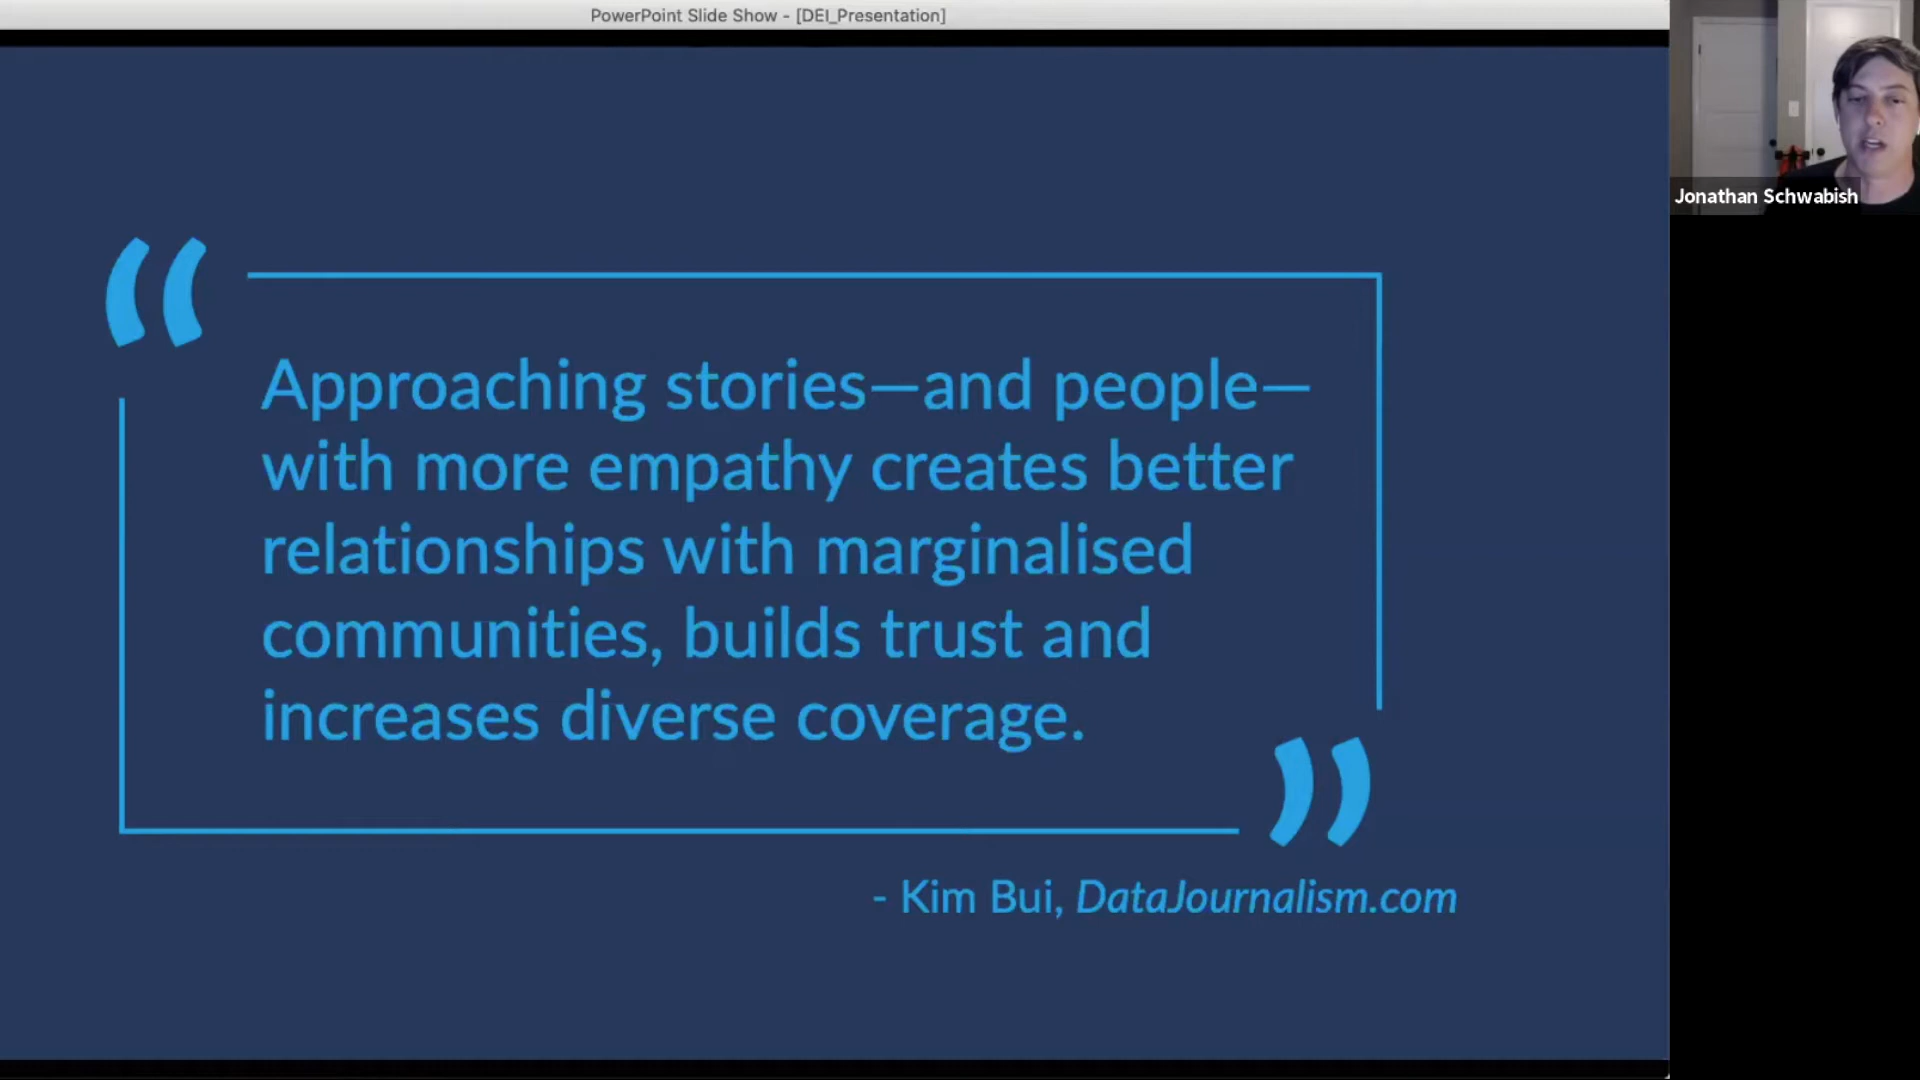 PowerPoint Slide Show - [DEI_Presentation]
Jonathan Schwabish
“
Approaching stories—and people—
with more empathy creates better
relationships with marginalised
communities, builds trust and
increases diverse coverage.
”
- Kim Bui, DataJournalism.com